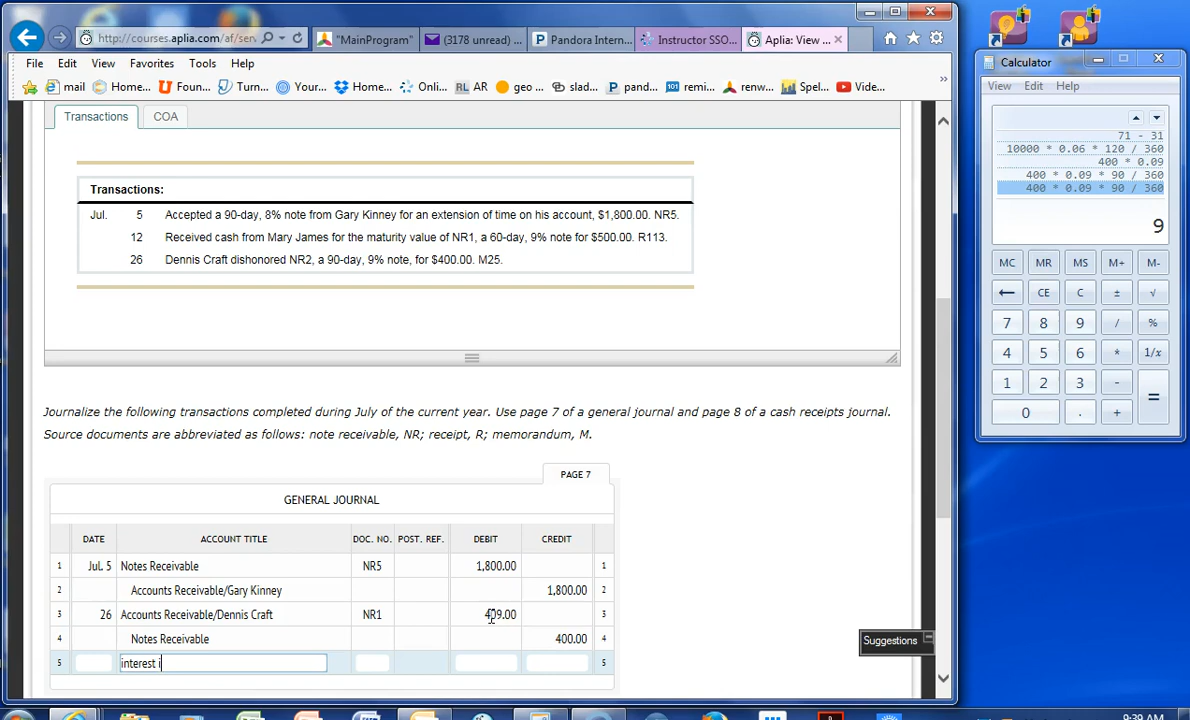 http://courses.aplia.com/af/serv
"MainProgram"
(3178 unread) ...
Pandora Intern...
Instructor SSO...
Aplia: View ...
File Edit View Favorites Tools Help
mail Home... Foun... Turn... Your... Home... Onli... RL AR geo ... slad... pand... remi... renw... Spel... Vide...
Transactions COA
Transactions:
Jul. 5 Accepted a 90-day, 8% note from Gary Kinney for an extension of time on his account, $1,800.00. NR5.
12 Received cash from Mary James for the maturity value of NR1, a 60-day, 9% note for $500.00. R113.
26 Dennis Craft dishonored NR2, a 90-day, 9% note, for $400.00. M25.
Journalize the following transactions completed during July of the current year. Use page 7 of a general journal and page 8 of a cash receipts journal.
Source documents are abbreviated as follows: note receivable, NR; receipt, R; memorandum, M.
PAGE 7
GENERAL JOURNAL
DATE ACCOUNT TITLE DOC. NO. POST. REF. DEBIT CREDIT
1 Jul. 5 Notes Receivable NR5 1,800.00 1
2 Accounts Receivable/Gary Kinney 1,800.00 2
3 26 Accounts Receivable/Dennis Craft NR1 409.00 3
4 Notes Receivable 400.00 4
5 interest i 5
Suggestions
Calculator
View Edit Help
71 - 31
10000 * 0.06 * 120 / 360
400 * 0.09
400 * 0.09 * 90 / 360
400 * 0.09 * 90 / 360
9
MC MR MS M+ M-
← CE C ± √
7 8 9 / %
4 5 6 * 1/x
1 2 3 - =
0 . +
9:39 AM